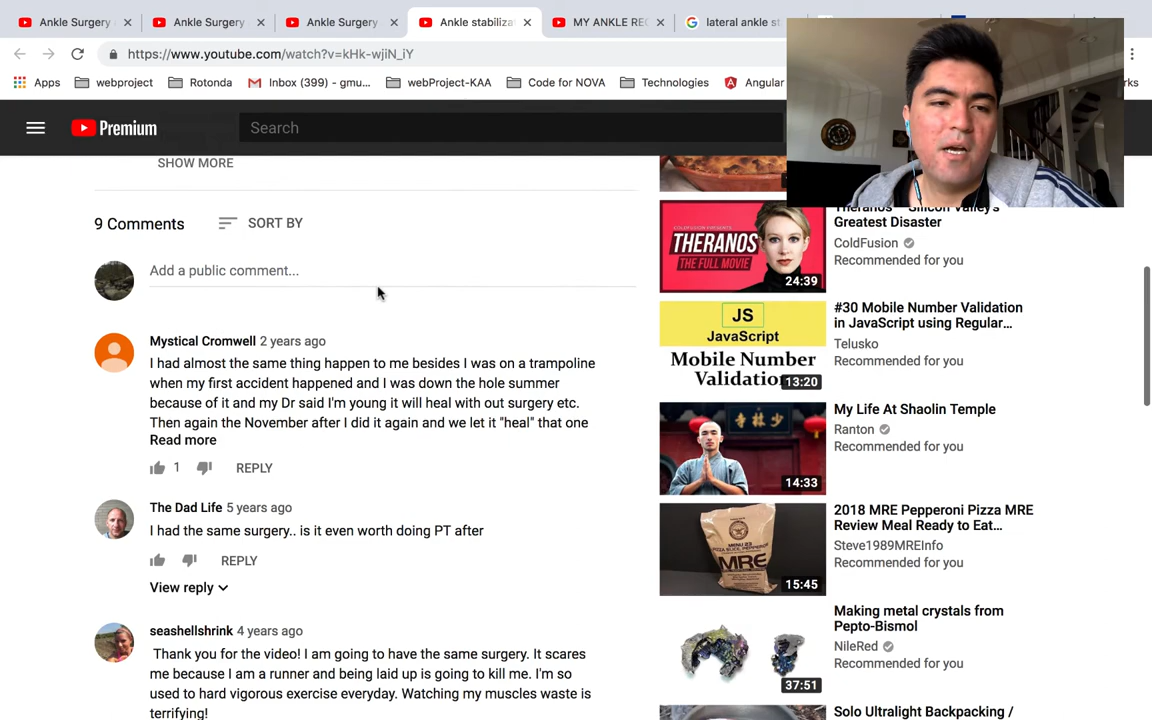 Ankle Surgery
Ankle Surgery
Ankle Surgery
Ankle stabiliza
MY ANKLE REC
lateral ankle st
https://www.youtube.com/watch?v=kHk-wjiN_iY
Apps
webproject
Rotonda
Inbox (399) - gmu...
webProject-KAA
Code for NOVA
Technologies
Angular
Premium
Search
SHOW MORE
9 Comments
SORT BY
Add a public comment...
Mystical Cromwell 2 years ago
I had almost the same thing happen to me besides I was on a trampoline
when my first accident happened and I was down the hole summer
because of it and my Dr said I'm young it will heal with out surgery etc.
Then again the November after I did it again and we let it "heal" that one
Read more
1
REPLY
The Dad Life 5 years ago
I had the same surgery.. is it even worth doing PT after
REPLY
View reply
seashellshrink 4 years ago
Thank you for the video! I am going to have the same surgery. It scares
me because I am a runner and being laid up is going to kill me. I'm so
used to hard vigorous exercise everyday. Watching my muscles waste is
terrifying!
THERANOS
THE FULL MOVIE
24:39
Theranos – Silicon Valley's
Greatest Disaster
ColdFusion
Recommended for you
JS
JavaScript
Mobile Number
Validation
13:20
#30 Mobile Number Validation
in JavaScript using Regular...
Telusko
Recommended for you
14:33
My Life At Shaolin Temple
Ranton
Recommended for you
MENU 23
PIZZA SLICE, PEPPERONI
MRE
15:45
2018 MRE Pepperoni Pizza MRE
Review Meal Ready to Eat...
Steve1989MREInfo
Recommended for you
37:51
Making metal crystals from
Pepto-Bismol
NileRed
Recommended for you
Solo Ultralight Backpacking /